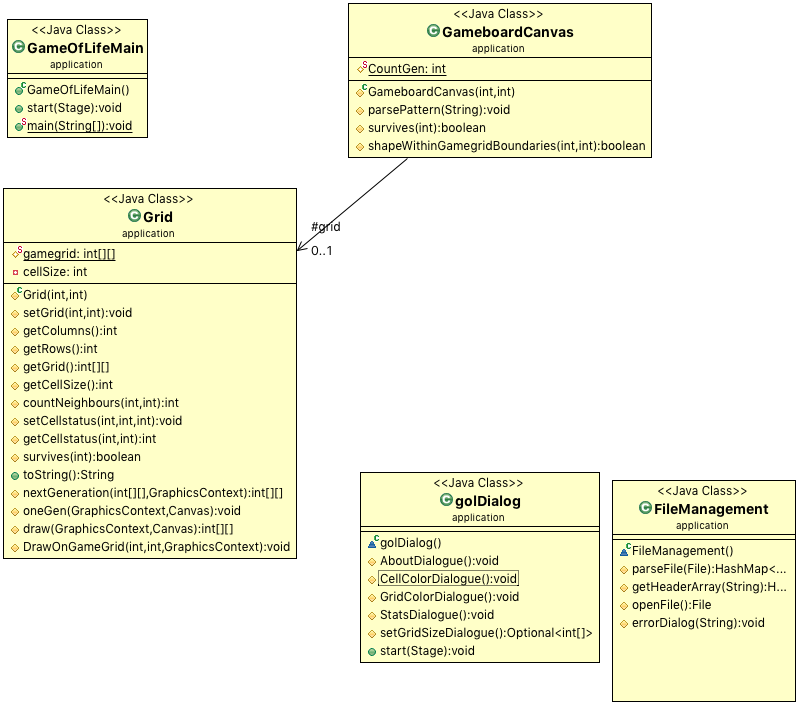 <<Java Class>>
GameOfLifeMain
application
GameOfLifeMain()
start(Stage):void
main(String[]):void
<<Java Class>>
GameboardCanvas
application
CountGen: int
GameboardCanvas(int,int)
parsePattern(String):void
survives(int):boolean
shapeWithinGamegridBoundaries(int,int):boolean
#grid
0..1
<<Java Class>>
Grid
application
gamegrid: int[][]
cellSize: int
Grid(int,int)
setGrid(int,int):void
getColumns():int
getRows():int
getGrid():int[][]
getCellSize():int
countNeighbours(int,int):int
setCellstatus(int,int,int):void
getCellstatus(int,int):int
survives(int):boolean
toString():String
nextGeneration(int[][],GraphicsContext):int[][]
oneGen(GraphicsContext,Canvas):void
draw(GraphicsContext,Canvas):int[][]
DrawOnGameGrid(int,int,GraphicsContext):void
<<Java Class>>
golDialog
application
golDialog()
AboutDialogue():void
CellColorDialogue():void
GridColorDialogue():void
StatsDialogue():void
setGridSizeDialogue():Optional<int[]>
start(Stage):void
<<Java Class>>
FileManagement
application
FileManagement()
parseFile(File):HashMap<...
getHeaderArray(String):H...
openFile():File
errorDialog(String):void